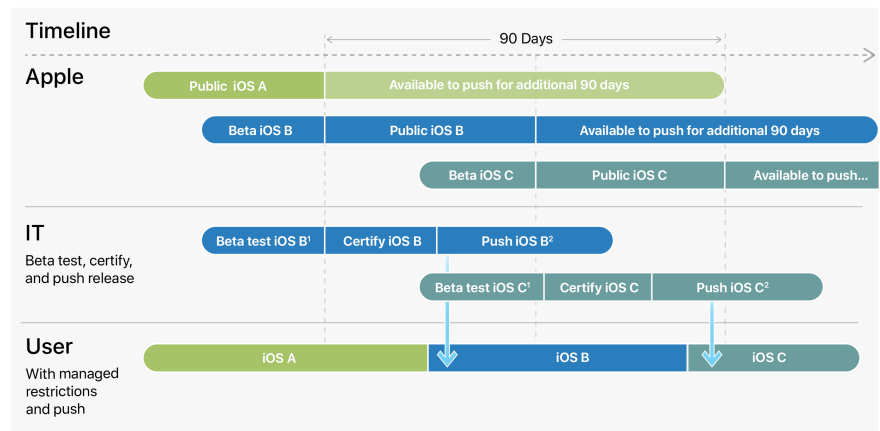 Timeline
90 Days
Apple
Public iOS A
Available to push for additional 90 days
Beta iOS B
Public iOS B
Available to push for additional 90 days
Beta iOS C
Public iOS C
Available to push...
IT
Beta test, certify,
and push release
Beta test iOS B¹
Certify iOS B
Push iOS B²
Beta test iOS C¹
Certify iOS C
Push iOS C²
User
With managed
restrictions
and push
iOS A
iOS B
iOS C